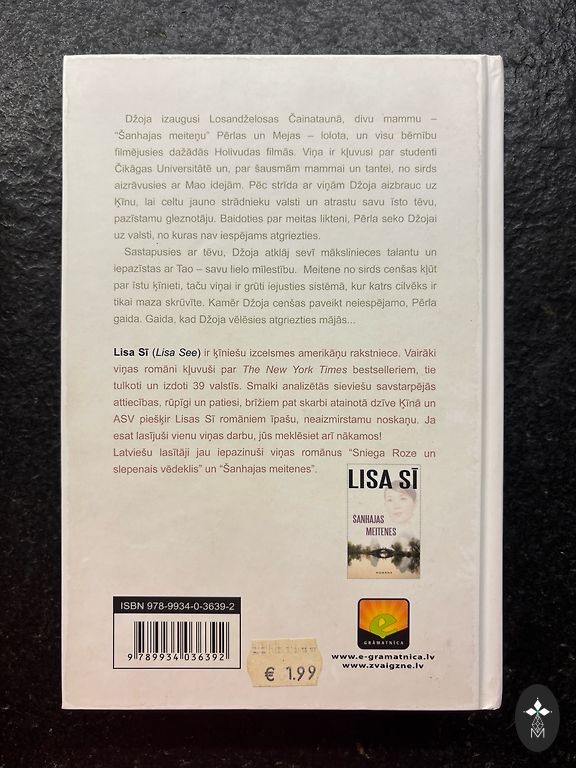 Džoja izaugusi Losandželosas Čainataunā, divu mammu –
"Šanhajas meiteņu" Pērlas un Mejas – lolota, un visu bērnību
filmējusies dažādās Holivudas filmās. Viņa ir kļuvusi par studenti
Čikāgas Universitātē un, par šausmām mammai un tantei, no sirds
aizrāvusies ar Mao idejām. Pēc strīda ar viņām Džoja aizbrauc uz
Ķīnu, lai celtu jauno strādnieku valsti un atrastu savu īsto tēvu,
pazīstamu gleznotāju. Baidoties par meitas likteni, Pērla seko Džojai
uz valsti, no kuras nav iespējams atgriezties.
Sastapusies ar tēvu, Džoja atklāj sevī mākslinieces talantu un
iepazīstas ar Tao – savu lielo mīlestību. Meitene no sirds cenšas kļūt
par īstu ķīnieti, taču viņai ir grūti iejusties sistēmā, kur katrs cilvēks ir
tikai maza skrūvīte. Kamēr Džoja cenšas paveikt neiespējamo, Pērla
gaida. Gaida, kad Džoja vēlēsies atgriezties mājās...
Lisa Sī (Lisa See) ir ķīniešu izcelsmes amerikāņu rakstniece. Vairāki
viņas romāni kļuvuši par The New York Times bestselleriem, tie
tulkoti un izdoti 39 valstīs. Smalki analizētās sieviešu savstarpējās
attiecības, rūpīgi un patiesi, brīžiem pat skarbi atainotā dzīve Ķīnā un
ASV piešķir Lisas Sī romāniem īpašu, neaizmirstamu noskaņu. Ja
esat lasījuši vienu viņas darbu, jūs meklēsiet arī nākamos!
Latviešu lasītāji jau iepazinuši viņas romānus "Sniega Roze un
slepenais vēdeklis" un "Šanhajas meitenes".
LISA SĪ
ŠANHAJAS
MEITENES
ROMĀNS
ISBN 978-9934-0-3639-2
9 789934 036392
€ 1.99
e
GRĀMATNĪCA
www.e-gramatnica.lv
www.zvaigzne.lv
M